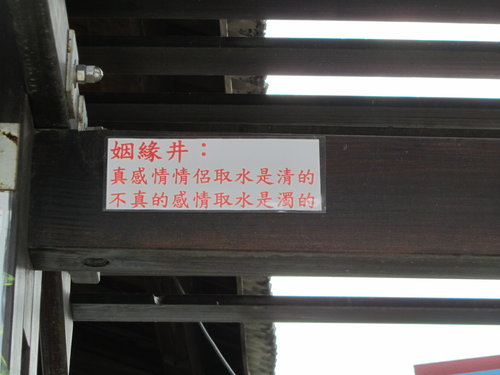 姻緣井：
真感情情侶取水是清的
不真的感情取水是濁的